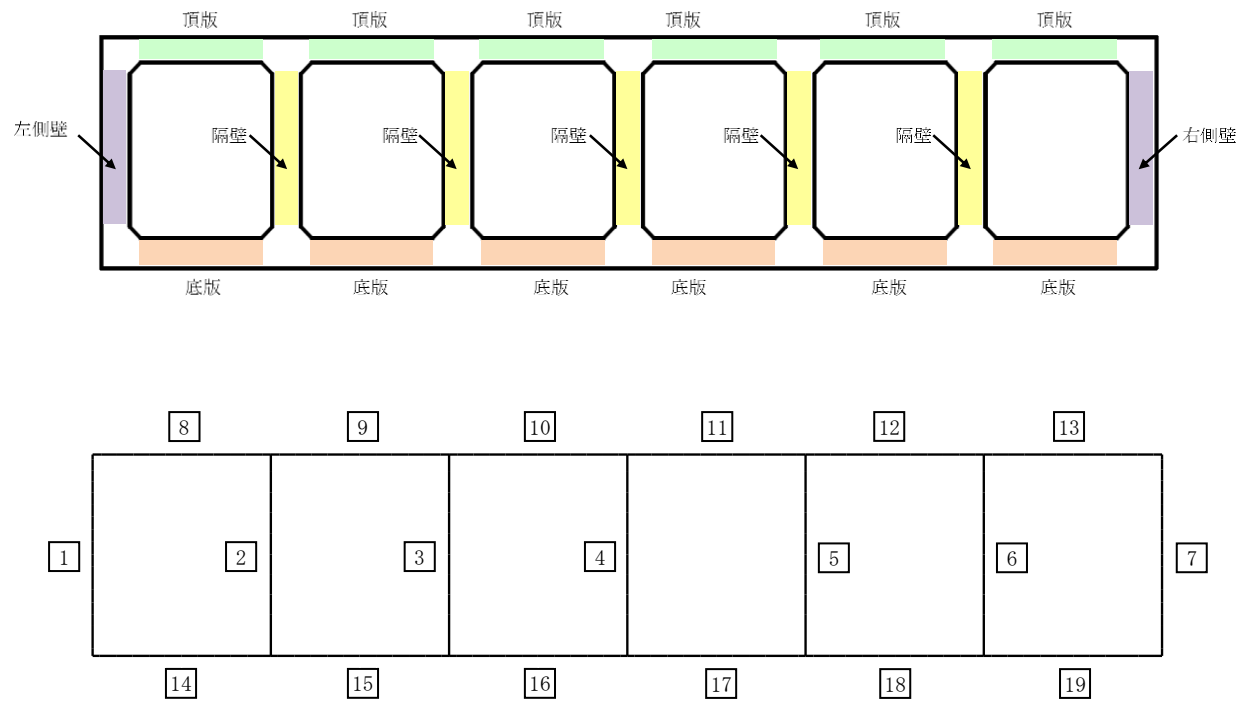 頂版 頂版 頂版 頂版 頂版 頂版
左側壁 隔壁 隔壁 隔壁 隔壁 隔壁 右側壁
底版 底版 底版 底版 底版 底版
8 9 10 11 12 13
1 2 3 4 5 6 7
14 15 16 17 18 19